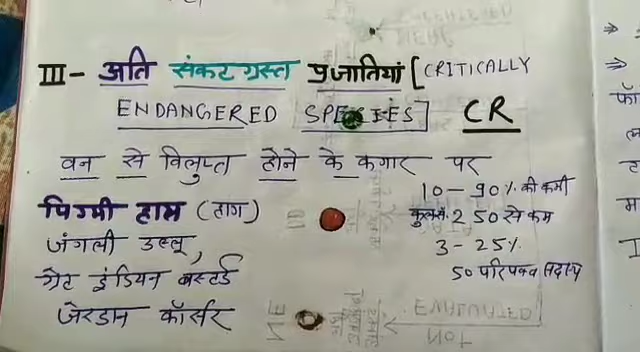 III- अति संकटग्रस्त प्रजातियां [CRITICALLY
ENDANGERED SPECIES] CR
वन से विलुप्त होने के कगार पर
10-90% की कमी
पिग्मी हाम (हाग)
कुल सं. 250 से कम
जंगली उल्लू,
3-25%
ग्रेट इंडियन बस्टर्ड
50 परिपक्व सदस्य
जेरडान कॉर्सर